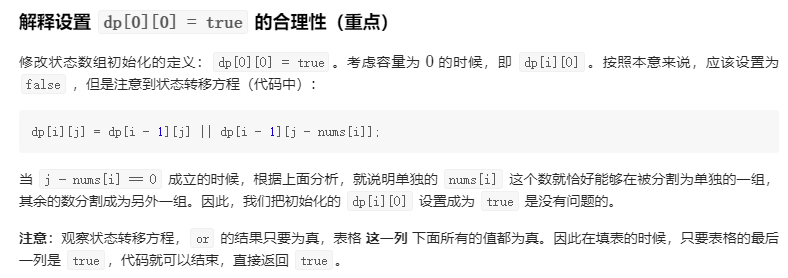 解释设置 dp[0][0] = true 的合理性（重点）
修改状态数组初始化的定义： dp[0][0] = true 。考虑容量为 0 的时候，即 dp[i][0] 。按照本意来说，应该设置为
false ，但是注意到状态转移方程（代码中）：
dp[i][j] = dp[i - 1][j] || dp[i - 1][j - nums[i]];
当 j - nums[i] == 0 成立的时候，根据上面分析，就说明单独的 nums[i] 这个数就恰好能够在被分割为单独的一组，
其余的数分割成为另外一组。因此，我们把初始化的 dp[i][0] 设置成为 true 是没有问题的。
注意：观察状态转移方程， or 的结果只要为真，表格 这一列 下面所有的值都为真。因此在填表的时候，只要表格的最后
一列是 true ，代码就可以结束，直接返回 true 。